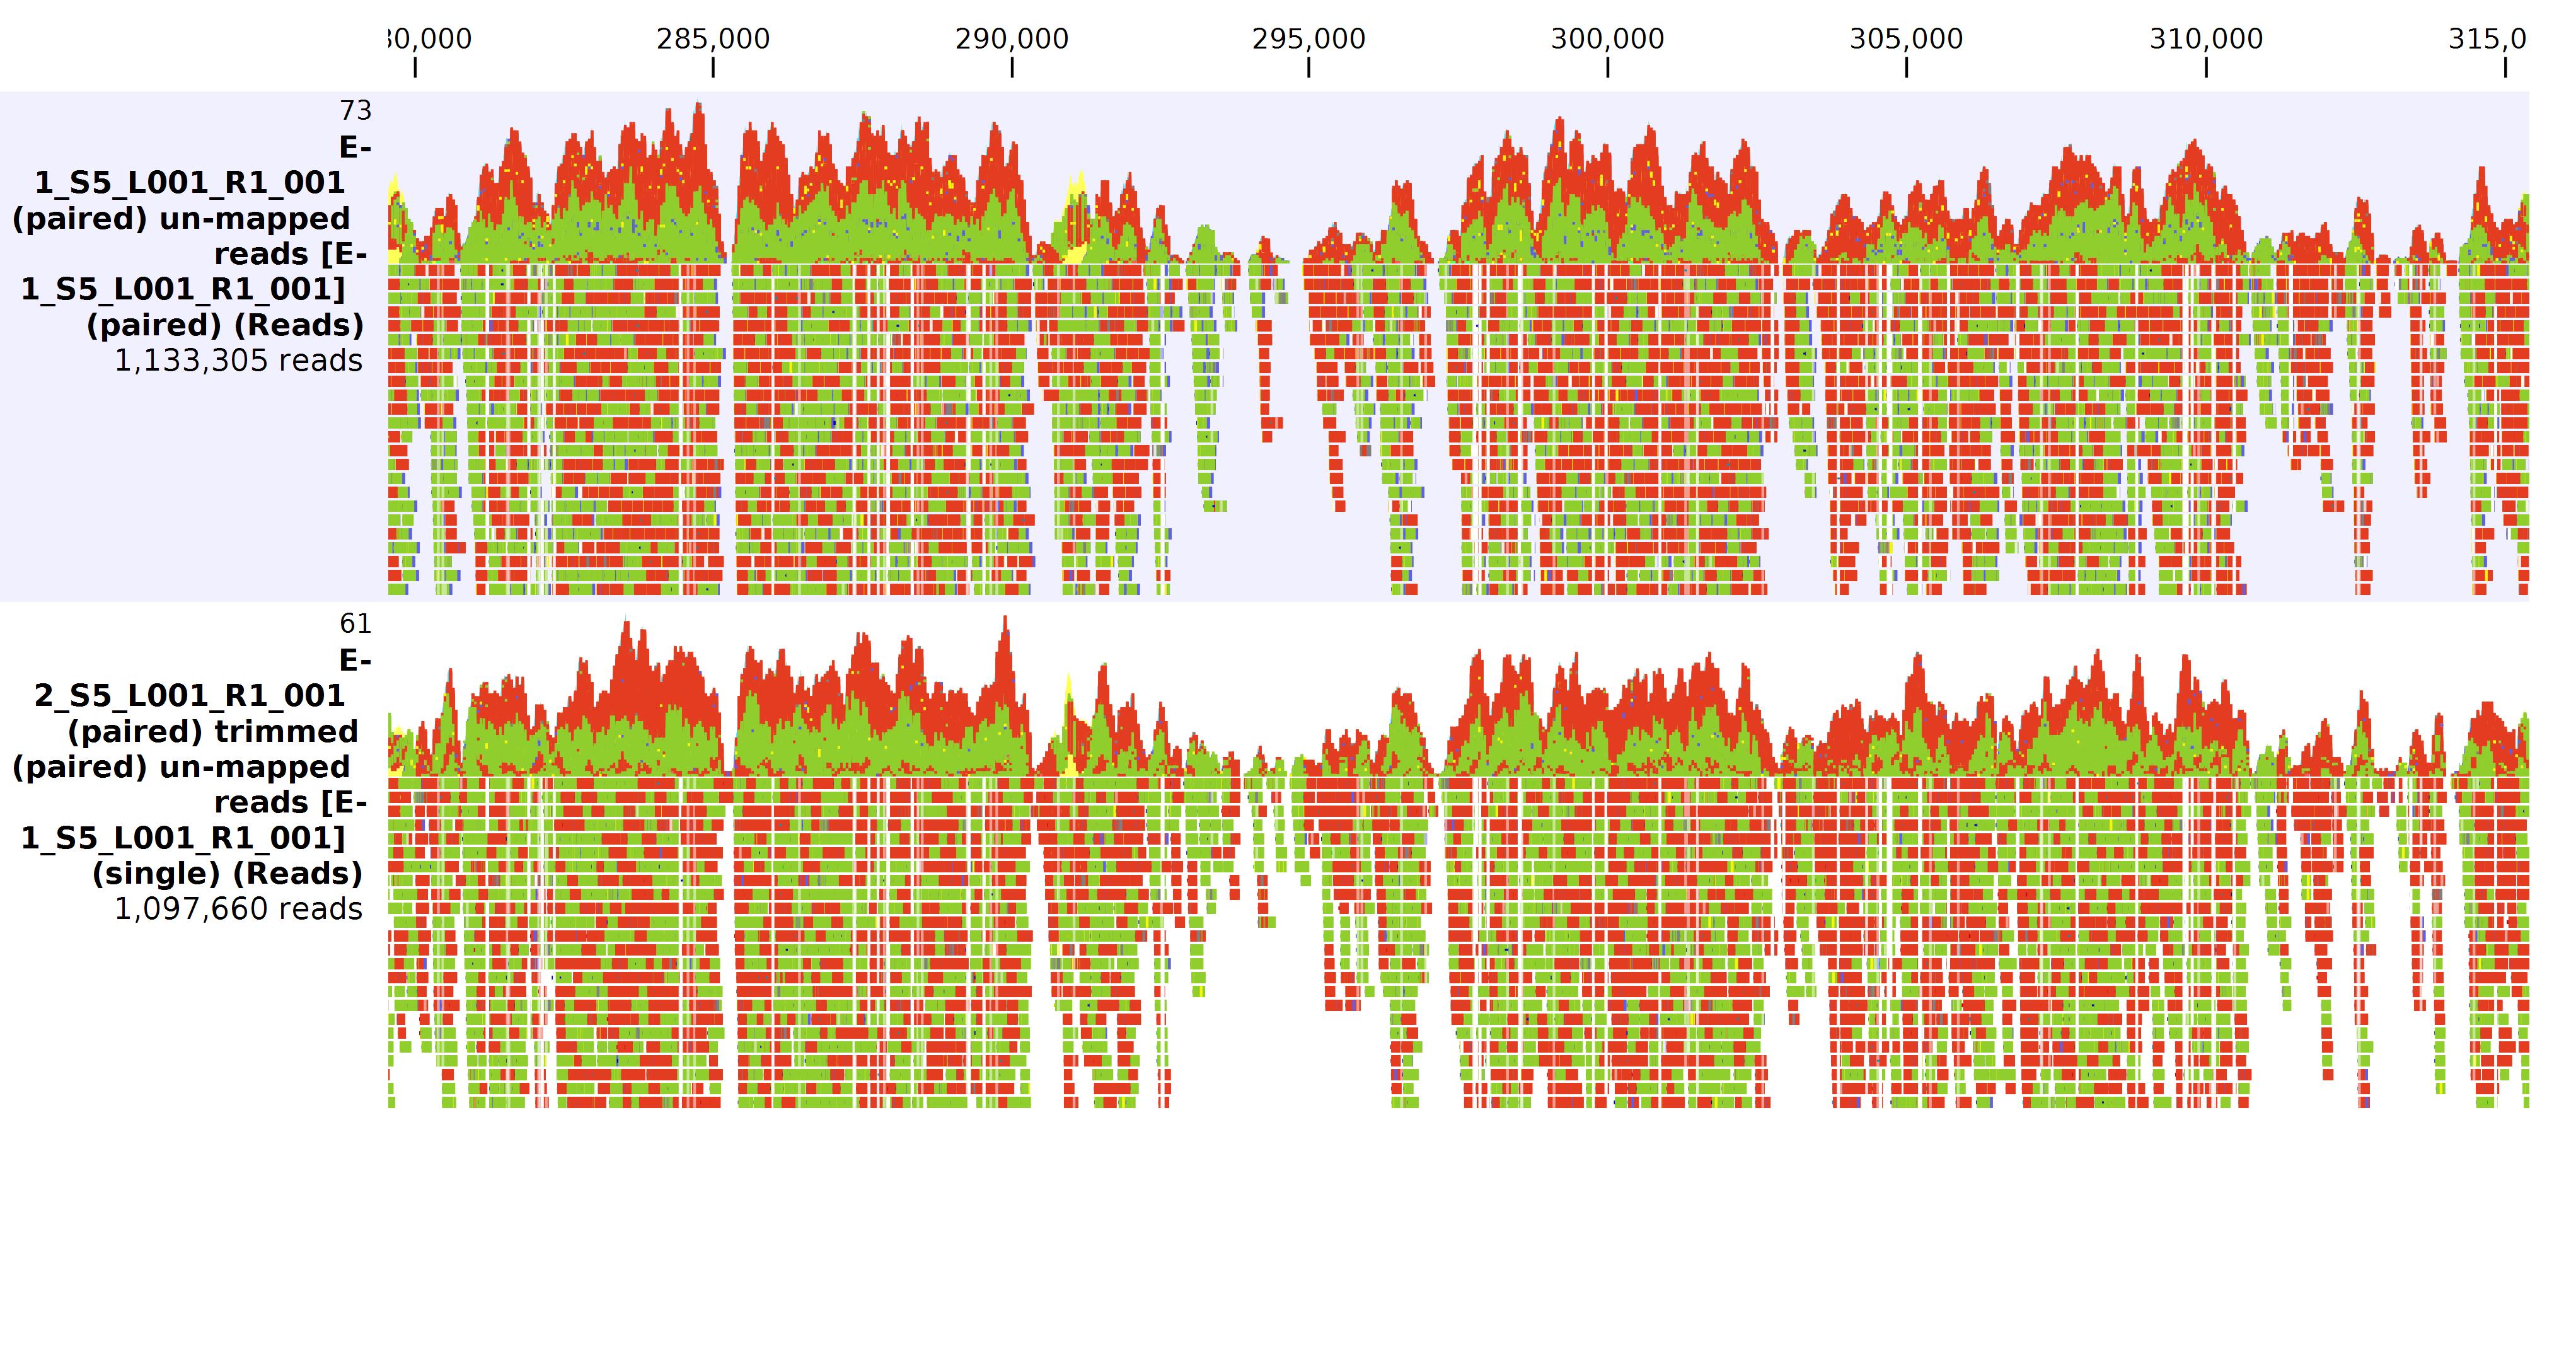 30,000 285,000 290,000 295,000 300,000 305,000 310,000 315,0
73
E-
1_S5_L001_R1_001
(paired) un-mapped
reads [E-
1_S5_L001_R1_001]
(paired) (Reads)
1,133,305 reads
61
E-
2_S5_L001_R1_001
(paired) trimmed
(paired) un-mapped
reads [E-
1_S5_L001_R1_001]
(single) (Reads)
1,097,660 reads